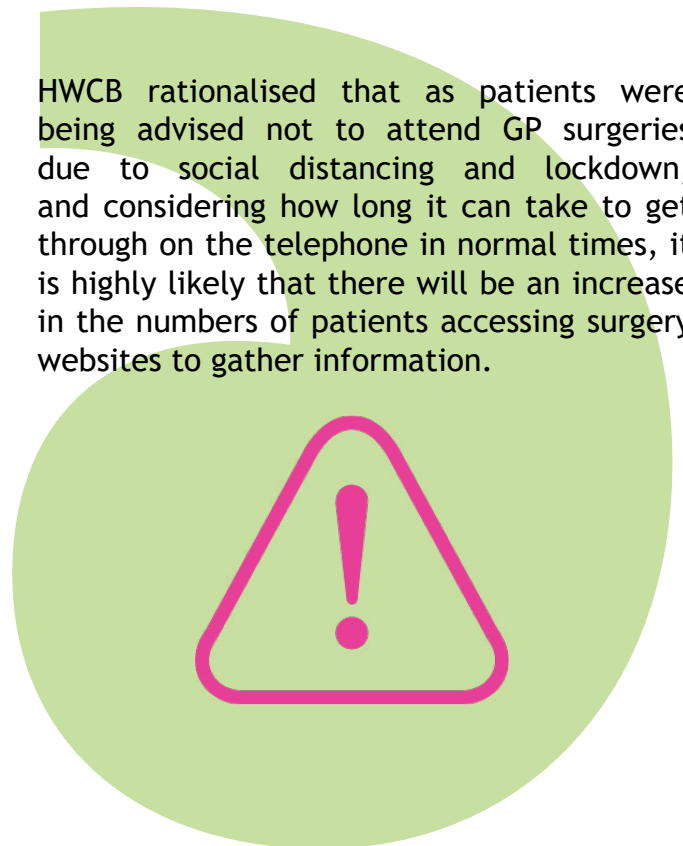 HWCB rationalised that as patients were
being advised not to attend GP surgeries
due to social distancing and lockdown,
and considering how long it can take to get
through on the telephone in normal times, it
is highly likely that there will be an increase
in the numbers of patients accessing surgery
websites to gather information.